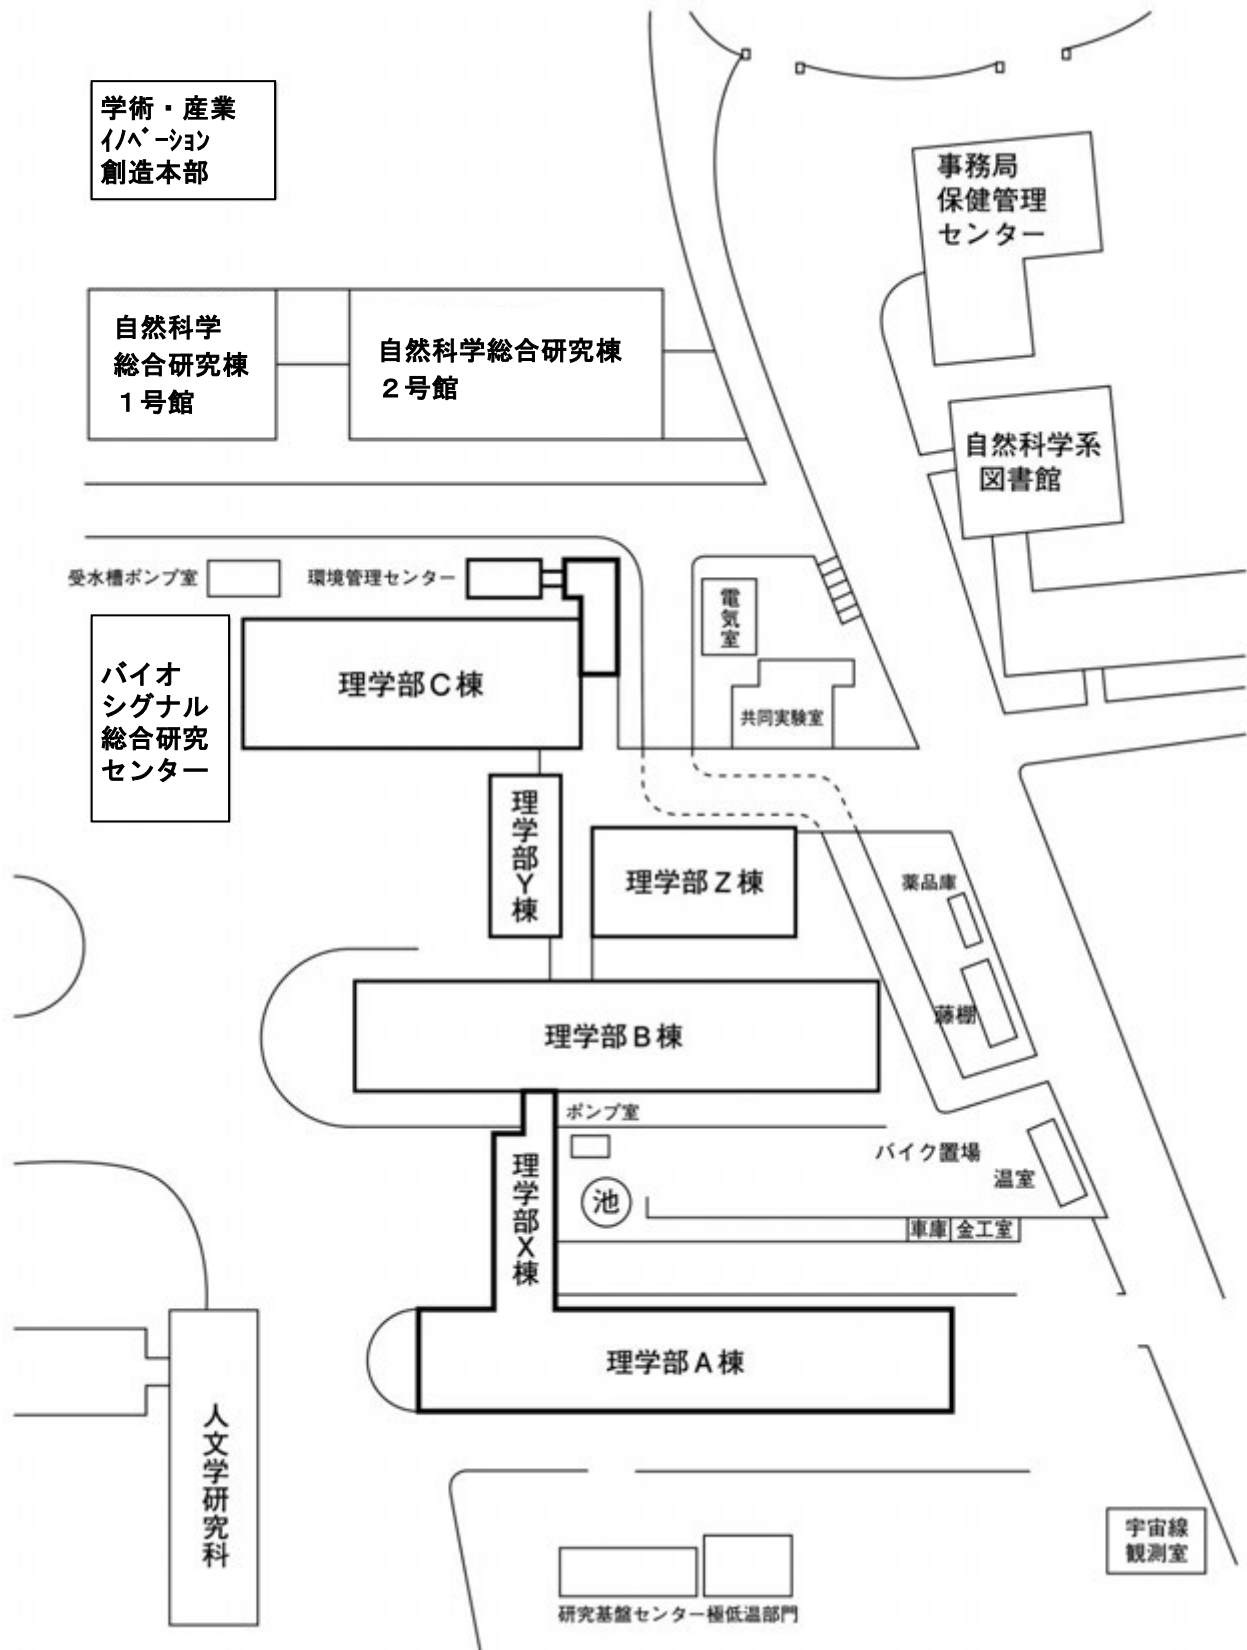 学術・産業
ｲﾉﾍﾞｰｼｮﾝ
創造本部
事務局
保健管理
センター
自然科学
総合研究棟
１号館
自然科学総合研究棟
２号館
自然科学系
図書館
受水槽ポンプ室
環境管理センター
電気室
バイオ
シグナル
総合研究
センター
理学部Ｃ棟
共同実験室
理学部Ｙ棟
理学部Ｚ棟
薬品庫
藤棚
理学部Ｂ棟
ポンプ室
バイク置場
温室
理学部Ｘ棟
池
車庫
金工室
理学部Ａ棟
人文学研究科
宇宙線
観測室
研究基盤センター極低温部門